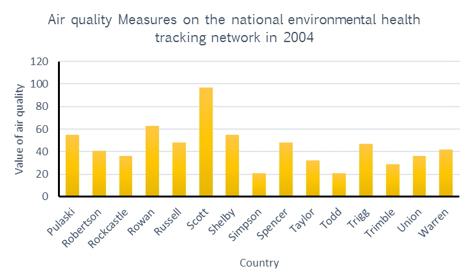 Air quality Measures on the national environmental health
tracking network in 2004
120
100
80
60
40
20
0
Value of air quality
Pulaski
Robertson
Rockcastle
Rowan
Russell
Scott
Shelby
Simpson
Spencer
Taylor
Todd
Trigg
Trimble
Union
Warren
Country